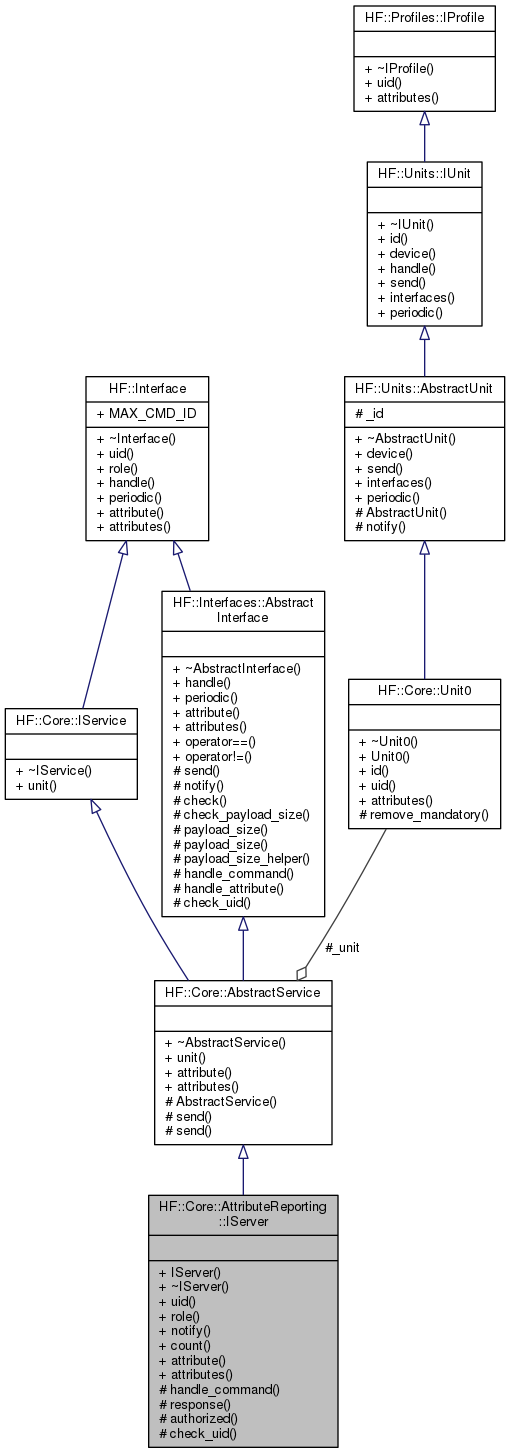 HF::Profiles::IProfile
+ ~IProfile()
+ uid()
+ attributes()
HF::Units::IUnit
+ ~IUnit()
+ id()
+ device()
+ handle()
+ send()
+ interfaces()
+ periodic()
HF::Interface
+ MAX_CMD_ID
+ ~Interface()
+ uid()
+ role()
+ handle()
+ periodic()
+ attribute()
+ attributes()
HF::Units::AbstractUnit
# _id
+ ~AbstractUnit()
+ device()
+ send()
+ interfaces()
+ periodic()
# AbstractUnit()
# notify()
HF::Interfaces::Abstract
Interface
+ ~AbstractInterface()
+ handle()
+ periodic()
+ attribute()
+ attributes()
+ operator==()
+ operator!=()
# send()
# notify()
# check()
# check_payload_size()
# payload_size()
# payload_size()
# payload_size_helper()
# handle_command()
# handle_attribute()
# check_uid()
HF::Core::IService
+ ~IService()
+ unit()
HF::Core::Unit0
+ ~Unit0()
+ Unit0()
+ id()
+ uid()
+ attributes()
# remove_mandatory()
#_unit
HF::Core::AbstractService
+ ~AbstractService()
+ unit()
+ attribute()
+ attributes()
# AbstractService()
# send()
# send()
HF::Core::AttributeReporting
::IServer
+ IServer()
+ ~IServer()
+ uid()
+ role()
+ notify()
+ count()
+ attribute()
+ attributes()
# handle_command()
# response()
# authorized()
# check_uid()